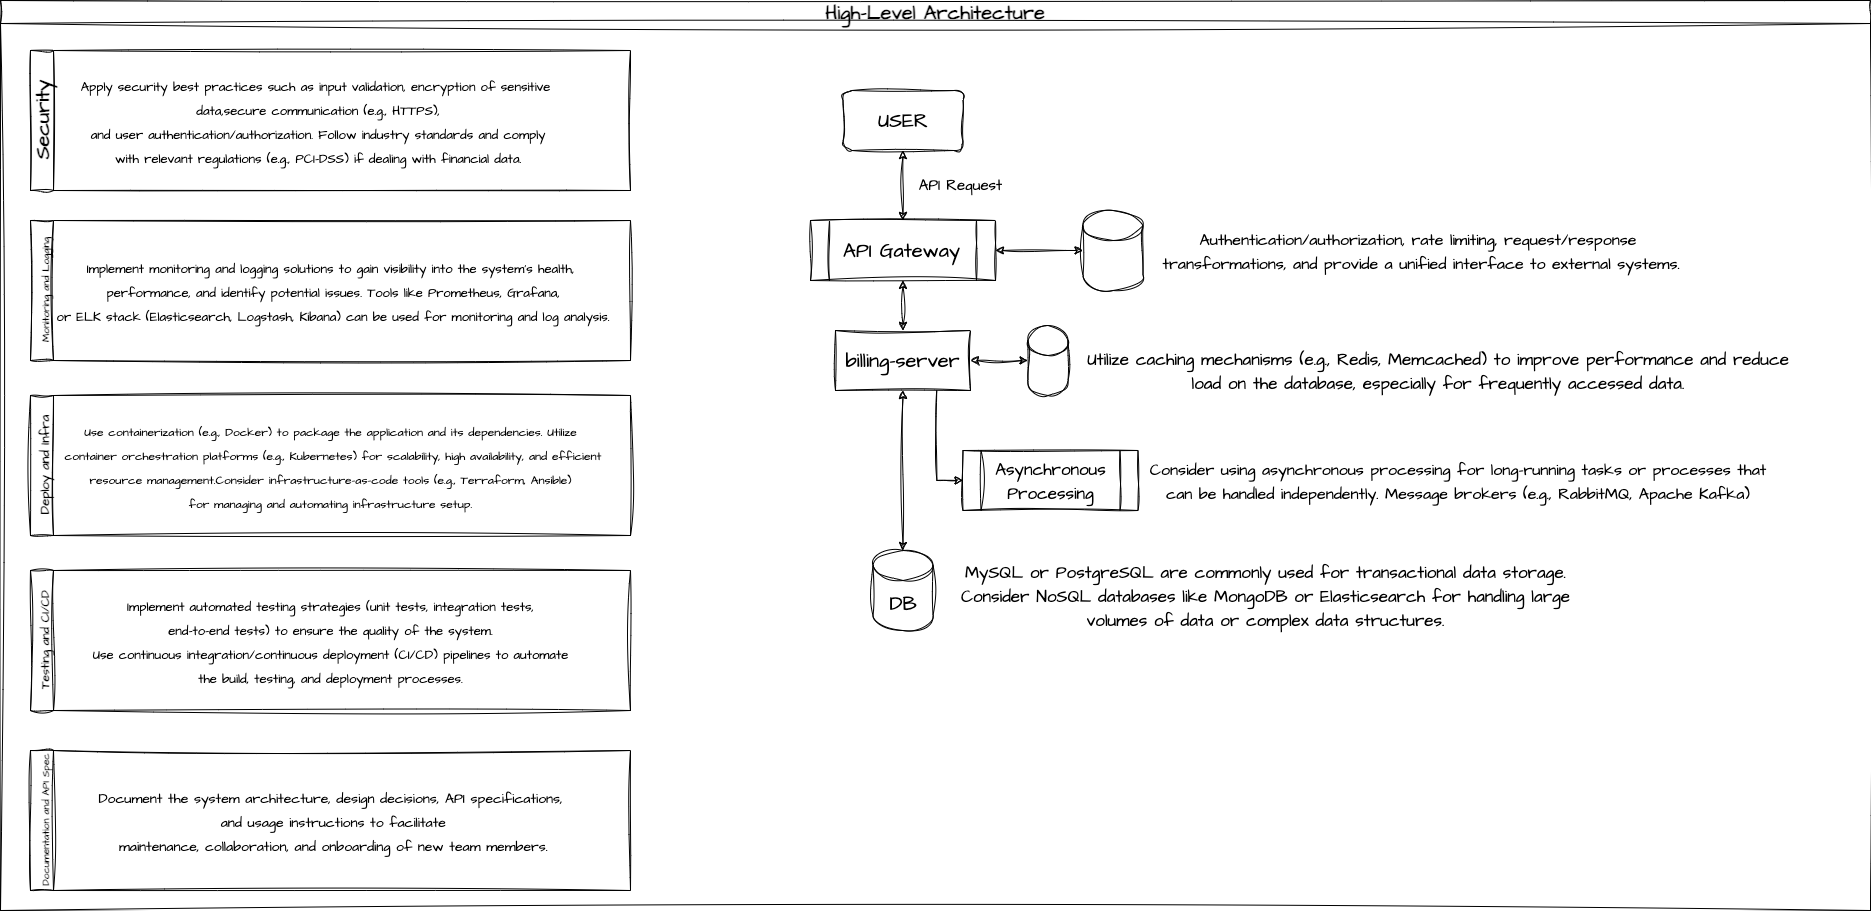 High-Level Architecture
Security
Apply security best practices such as input validation, encryption of sensitive
data,secure communication (e.g., HTTPS),
and user authentication/authorization. Follow industry standards and comply
with relevant regulations (e.g., PCI-DSS) if dealing with financial data.
Monitoring and Logging
Implement monitoring and logging solutions to gain visibility into the system's health,
performance, and identify potential issues. Tools like Prometheus, Grafana,
or ELK stack (Elasticsearch, Logstash, Kibana) can be used for monitoring and log analysis.
Deploy and Infra
Use containerization (e.g., Docker) to package the application and its dependencies. Utilize
container orchestration platforms (e.g., Kubernetes) for scalability, high availability, and efficient
resource management.Consider infrastructure-as-code tools (e.g., Terraform, Ansible)
for managing and automating infrastructure setup.
Testing and CI/CD
Implement automated testing strategies (unit tests, integration tests,
end-to-end tests) to ensure the quality of the system.
Use continuous integration/continuous deployment (CI/CD) pipelines to automate
the build, testing, and deployment processes.
Documentation and API Spec
Document the system architecture, design decisions, API specifications,
and usage instructions to facilitate
maintenance, collaboration, and onboarding of new team members.
USER
API Request
API Gateway
Authentication/authorization, rate limiting, request/response
transformations, and provide a unified interface to external systems.
billing-server
Utilize caching mechanisms (e.g., Redis, Memcached) to improve performance and reduce
load on the database, especially for frequently accessed data.
Asynchronous
Processing
Consider using asynchronous processing for long-running tasks or processes that
can be handled independently. Message brokers (e.g., RabbitMQ, Apache Kafka)
DB
MySQL or PostgreSQL are commonly used for transactional data storage.
Consider NoSQL databases like MongoDB or Elasticsearch for handling large
volumes of data or complex data structures.